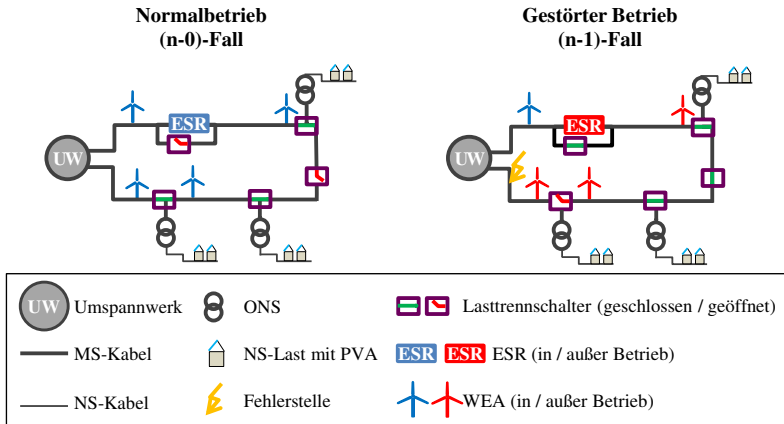 Normalbetrieb
(n-0)-Fall
Gestörter Betrieb
(n-1)-Fall
ESR
UW
ESR
UW
UW Umspannwerk
ONS
Lasttrennschalter (geschlossen / geöffnet)
MS-Kabel
NS-Last mit PVA
ESR ESR ESR (in / außer Betrieb)
NS-Kabel
Fehlerstelle
WEA (in / außer Betrieb)